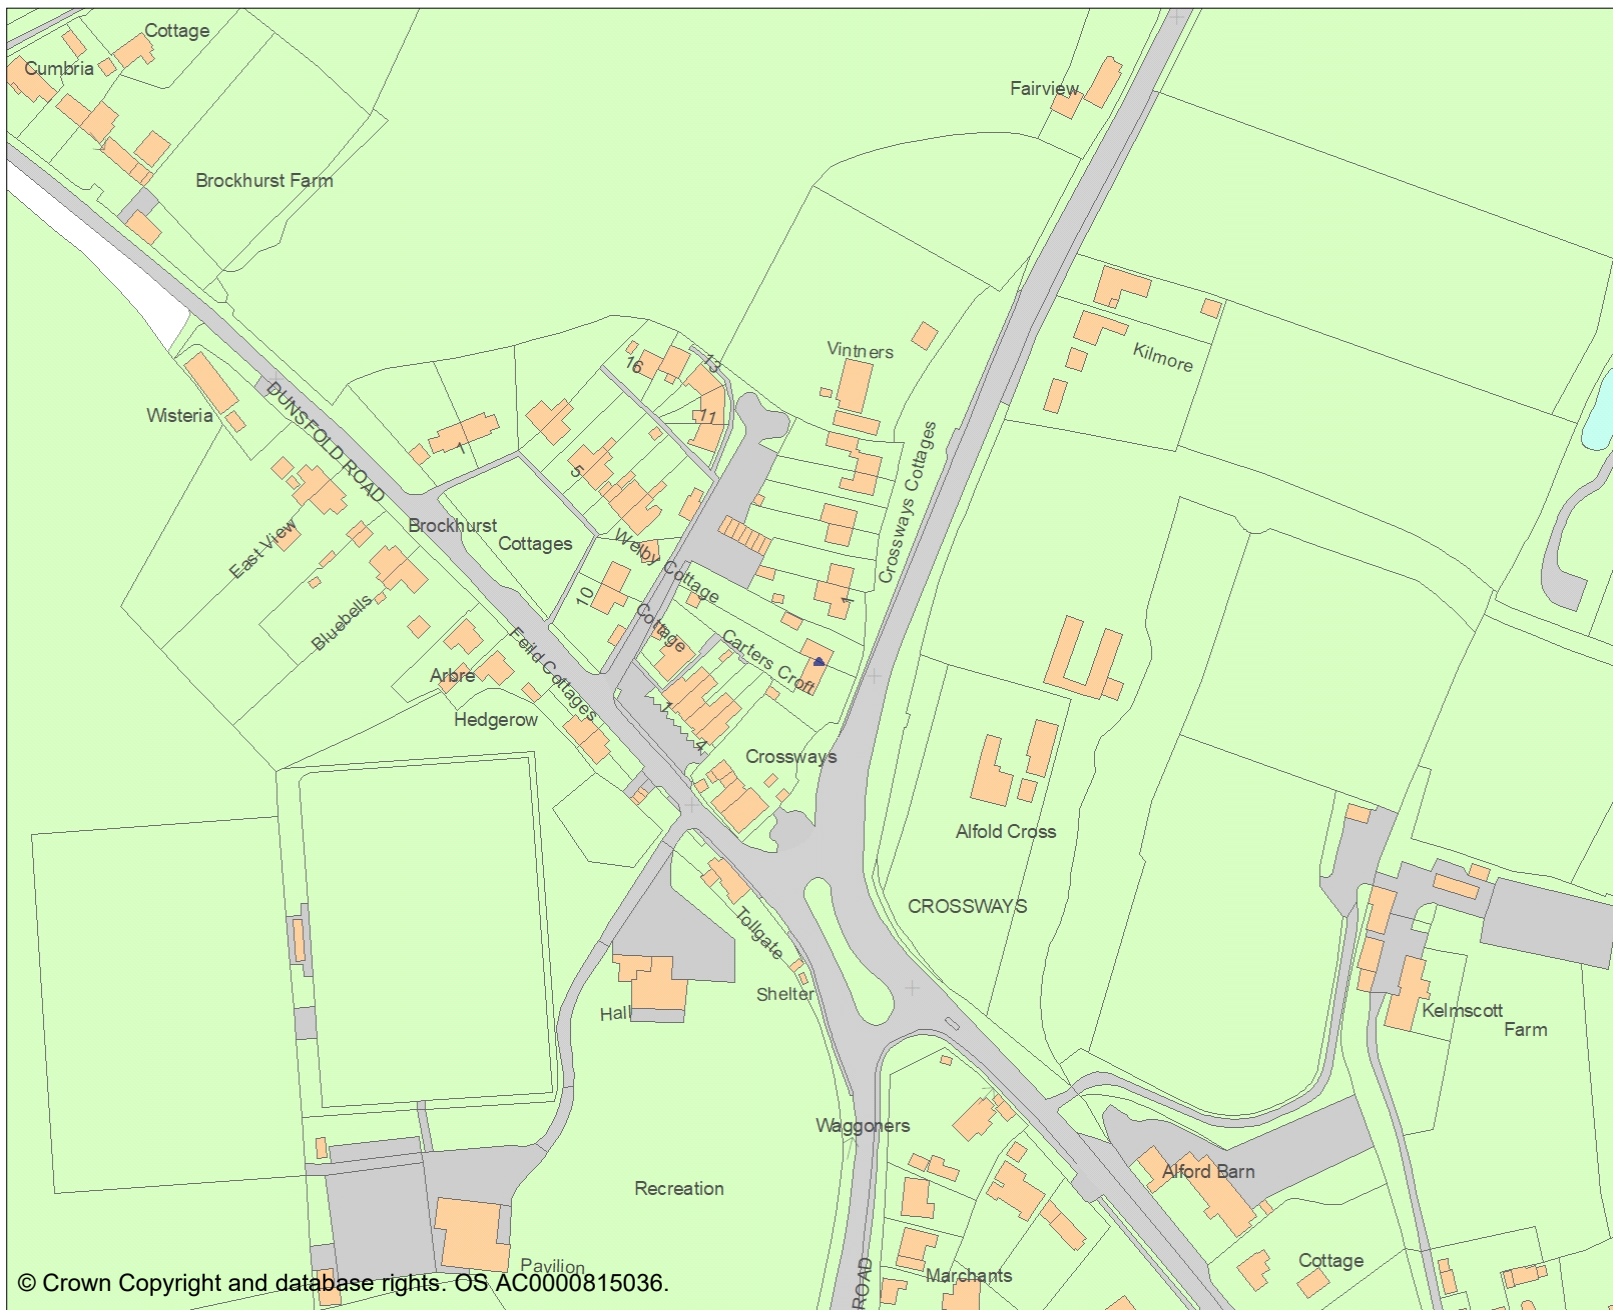 Cottage
Cumbria
Fairview
Brockhurst Farm
Vintners
Kilmore
13
16
11
Wisteria
DUNSFOLD ROAD
1
5
Crossways Cottages
Brockhurst
Cottages
East View
Welby Cottage
Bluebells
10
1
Cottage
Carters Croft
Feild Cottages
Arbre
Hedgerow
1
4
Crossways
Alfold Cross
CROSSWAYS
Tollgate
Shelter
Hall
Kelmscott
Farm
Waggoners
Alford Barn
Recreation
Pavilion
Cottage
Marchants
ROAD
© Crown Copyright and database rights. OS AC0000815036.